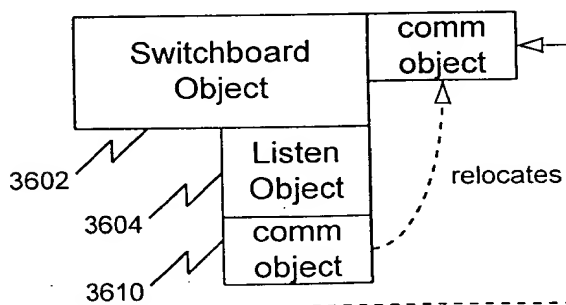 Switchboard
Object
comm
object
Listen
Object
comm
object
relocates
3602
3604
3610